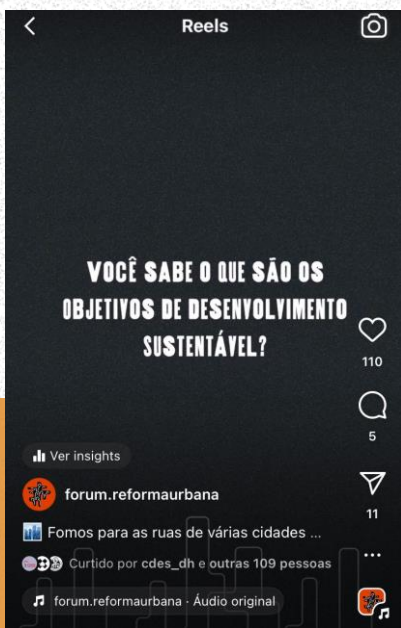 Reels
VOCÊ SABE O QUE SÃO OS
OBJETIVOS DE DESENVOLVIMENTO
SUSTENTÁVEL?
110
5
Ver insights
forum.reformaurbana
11
Fomos para as ruas de várias cidades ...
Curtido por cdes_dh e outras 109 pessoas
forum.reformaurbana · Áudio original